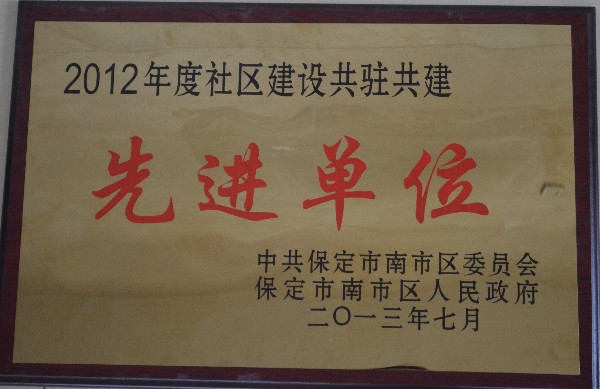 2012年度社区建设共驻共建
先进单位
中共保定市南市区委员会
保定市南市区人民政府
二〇一三年七月